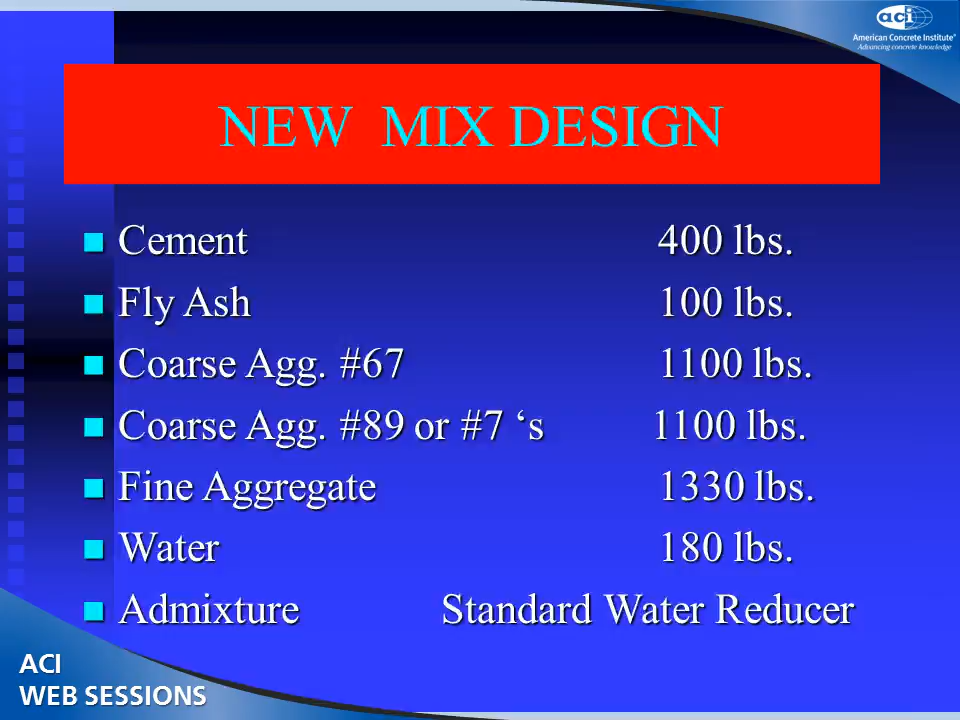 aci
American Concrete Institute®
Advancing concrete knowledge
NEW MIX DESIGN
Cement 400 lbs.
Fly Ash 100 lbs.
Coarse Agg. #67 1100 lbs.
Coarse Agg. #89 or #7 ‘s 1100 lbs.
Fine Aggregate 1330 lbs.
Water 180 lbs.
Admixture Standard Water Reducer
ACI
WEB SESSIONS